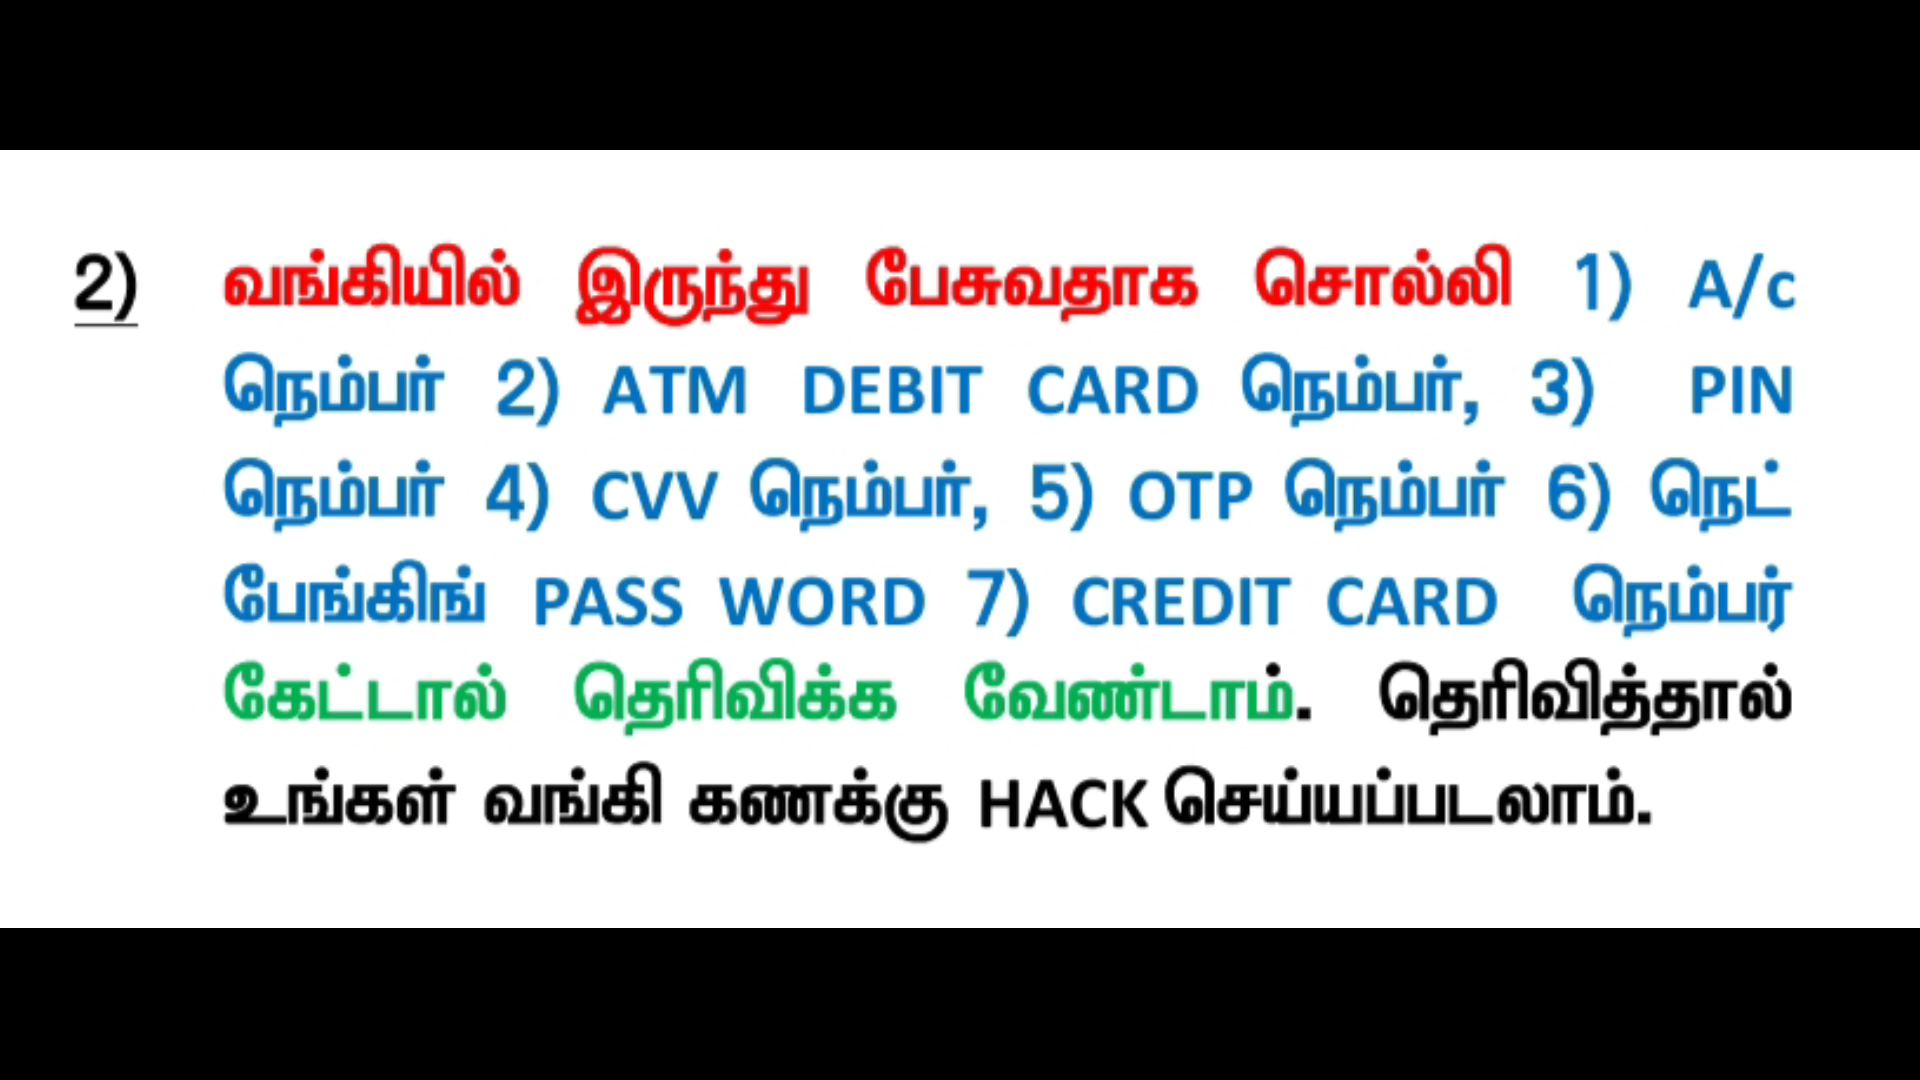 2) வங்கியில் இருந்து பேசுவதாக சொல்லி 1) A/c
நெம்பர் 2) ATM DEBIT CARD நெம்பர், 3) PIN
நெம்பர் 4) CVV நெம்பர், 5) OTP நெம்பர் 6) நெட்
பேங்கிங் PASS WORD 7) CREDIT CARD நெம்பர்
கேட்டால் தெரிவிக்க வேண்டாம். தெரிவித்தால்
உங்கள் வங்கி கணக்கு HACK செய்யப்படலாம்.